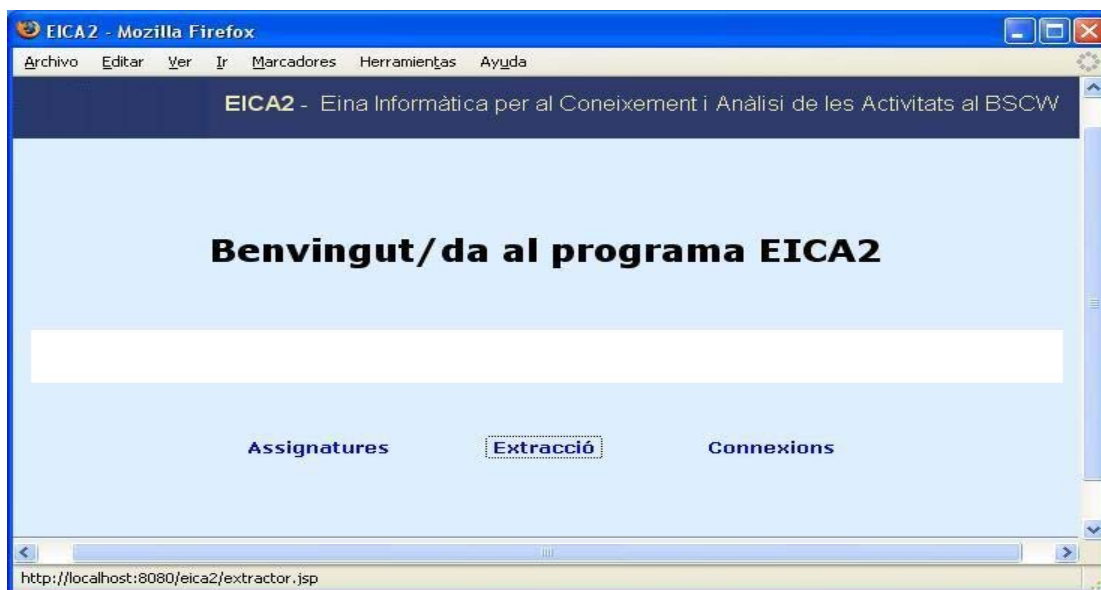 EICA2 - Mozilla Firefox
Archivo Editar Ver Ir Marcadores Herramientas Ayuda
EICA2 - Eina Informàtica per al Coneixement i Anàlisi de les Activitats al BSCW
Benvingut/da al programa EICA2
Assignatures Extracció Connexions
http://localhost:8080/eica2/extractor.jsp